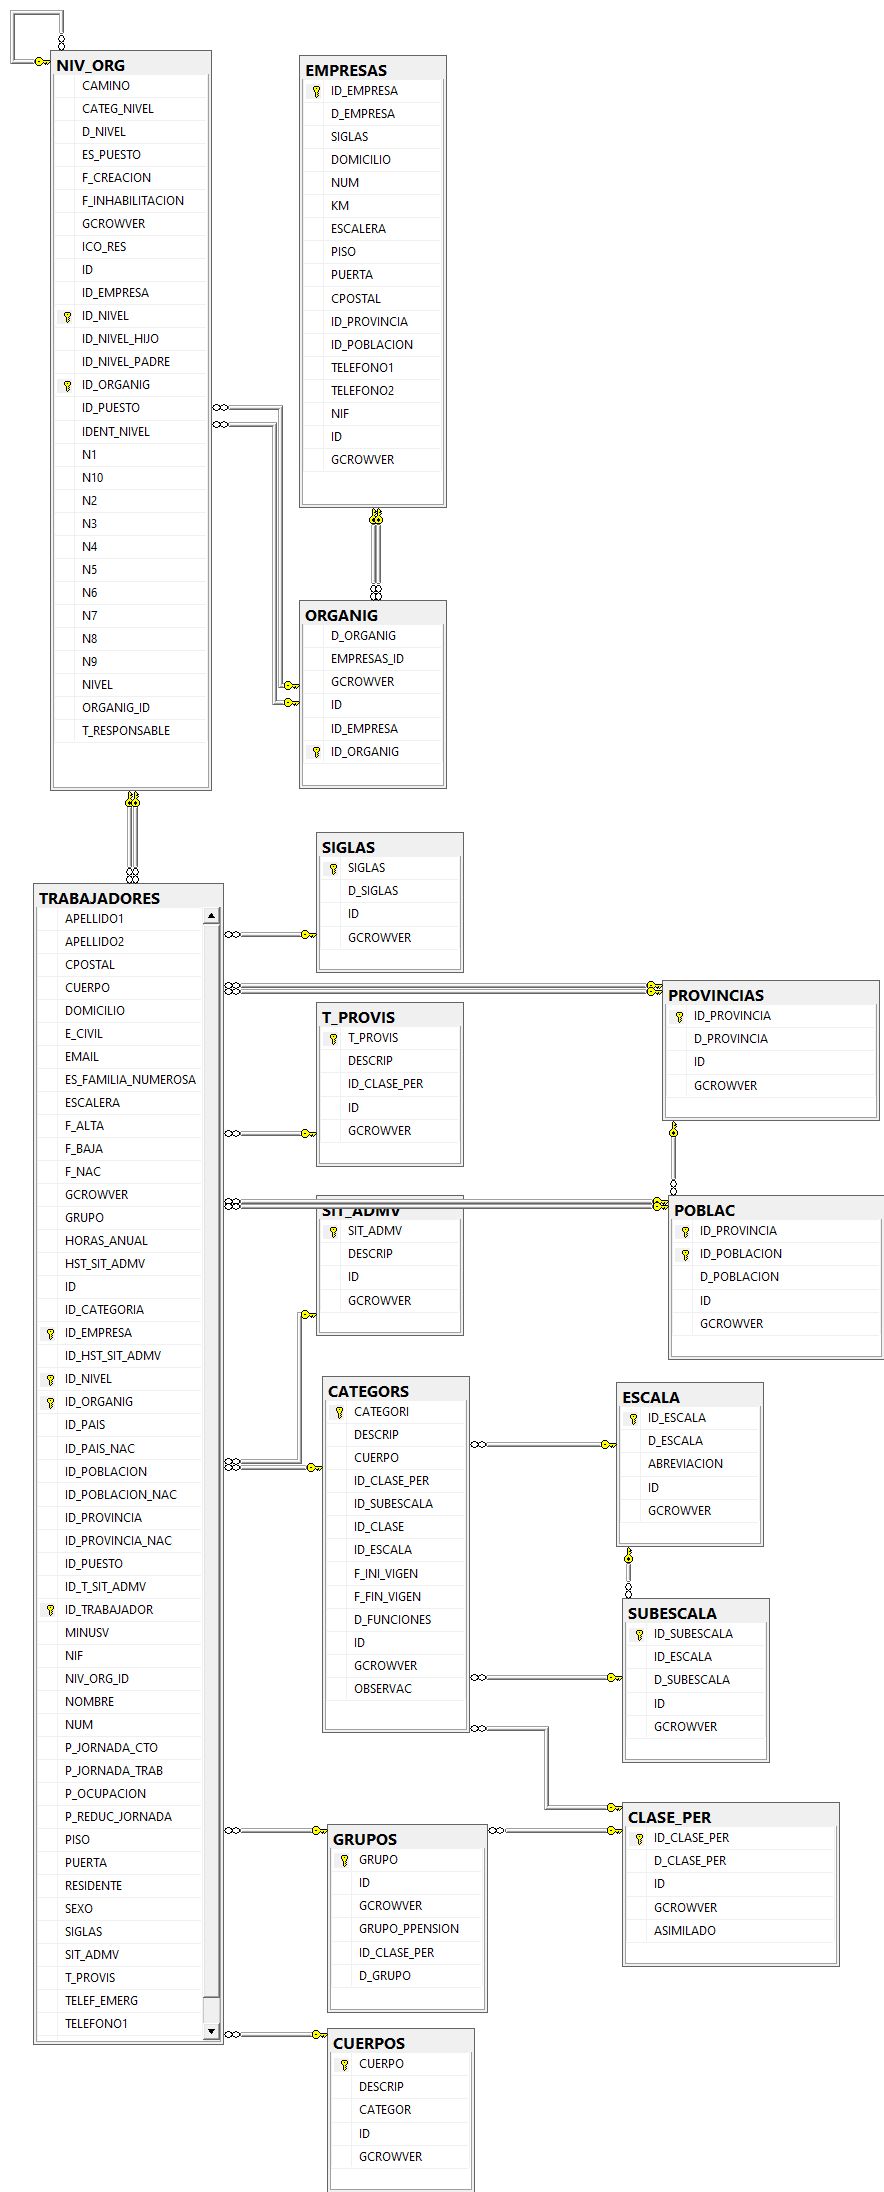 NIV_ORG
CAMINO
CATEG_NIVEL
D_NIVEL
ES_PUESTO
F_CREACION
F_INHABILITACION
GCROWVER
ICO_RES
ID
ID_EMPRESA
ID_NIVEL
ID_NIVEL_HIJO
ID_NIVEL_PADRE
ID_ORGANIG
ID_PUESTO
IDENT_NIVEL
N1
N10
N2
N3
N4
N5
N6
N7
N8
N9
NIVEL
ORGANIG_ID
T_RESPONSABLE
EMPRESAS
ID_EMPRESA
D_EMPRESA
SIGLAS
DOMICILIO
NUM
KM
ESCALERA
PISO
PUERTA
CPOSTAL
ID_PROVINCIA
ID_POBLACION
TELEFONO1
TELEFONO2
NIF
ID
GCROWVER
ORGANIG
D_ORGANIG
EMPRESAS_ID
GCROWVER
ID
ID_EMPRESA
ID_ORGANIG
TRABAJADORES
APELLIDO1
APELLIDO2
CPOSTAL
CUERPO
DOMICILIO
E_CIVIL
EMAIL
ES_FAMILIA_NUMEROSA
ESCALERA
F_ALTA
F_BAJA
F_NAC
GCROWVER
GRUPO
HORAS_ANUAL
HST_SIT_ADMV
ID
ID_CATEGORIA
ID_EMPRESA
ID_HST_SIT_ADMV
ID_NIVEL
ID_ORGANIG
ID_PAIS
ID_PAIS_NAC
ID_POBLACION
ID_POBLACION_NAC
ID_PROVINCIA
ID_PROVINCIA_NAC
ID_PUESTO
ID_T_SIT_ADMV
ID_TRABAJADOR
MINUSV
NIF
NIV_ORG_ID
NOMBRE
NUM
P_JORNADA_CTO
P_JORNADA_TRAB
P_OCUPACION
P_REDUC_JORNADA
PISO
PUERTA
RESIDENTE
SEXO
SIGLAS
SIT_ADMV
T_PROVIS
TELEF_EMERG
TELEFONO1
SIGLAS
SIGLAS
D_SIGLAS
ID
GCROWVER
T_PROVIS
T_PROVIS
DESCRIP
ID_CLASE_PER
ID
GCROWVER
PROVINCIAS
ID_PROVINCIA
D_PROVINCIA
ID
GCROWVER
SIT_ADMV
SIT_ADMV
DESCRIP
ID
GCROWVER
POBLAC
ID_PROVINCIA
ID_POBLACION
D_POBLACION
ID
GCROWVER
CATEGORS
CATEGORI
DESCRIP
CUERPO
ID_CLASE_PER
ID_SUBESCALA
ID_CLASE
ID_ESCALA
F_INI_VIGEN
F_FIN_VIGEN
D_FUNCIONES
ID
GCROWVER
OBSERVAC
ESCALA
ID_ESCALA
D_ESCALA
ABREVIACION
ID
GCROWVER
SUBESCALA
ID_SUBESCALA
ID_ESCALA
D_SUBESCALA
ID
GCROWVER
GRUPOS
GRUPO
ID
GCROWVER
GRUPO_PPENSION
ID_CLASE_PER
D_GRUPO
CLASE_PER
ID_CLASE_PER
D_CLASE_PER
ID
GCROWVER
ASIMILADO
CUERPOS
CUERPO
DESCRIP
CATEGOR
ID
GCROWVER